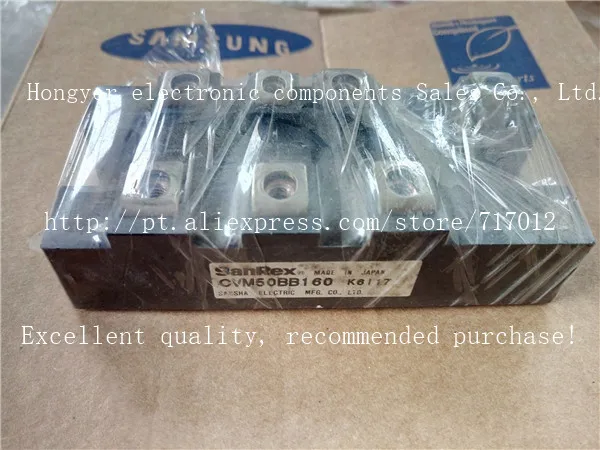 SAMSUNG
Hongyer electronic components Sales Co., Ltd.
http://pt.aliexpress.com/store/717012
SanRex® MADE IN JAPAN
CVM50BB160 K6117
SANSHA ELECTRIC MFG. CO., LTD.
Excellent quality, recommended purchase!